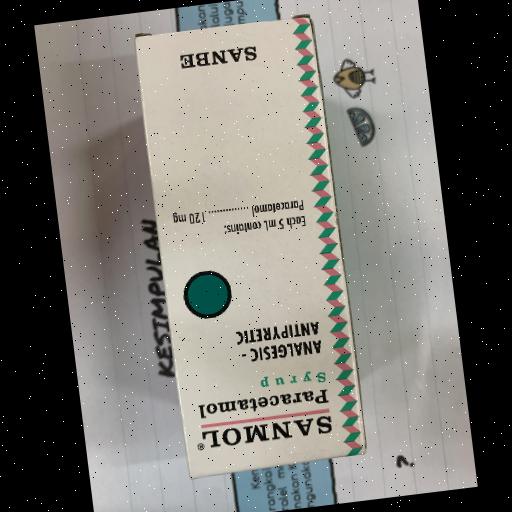 SANMOL®
Paracetamol
Syrup
ANALGESIC -
ANTIPYRETIC
Each 5 mL contains:
Paracetamol .............. 120 mg
SANBE
KESIMPULAN
?